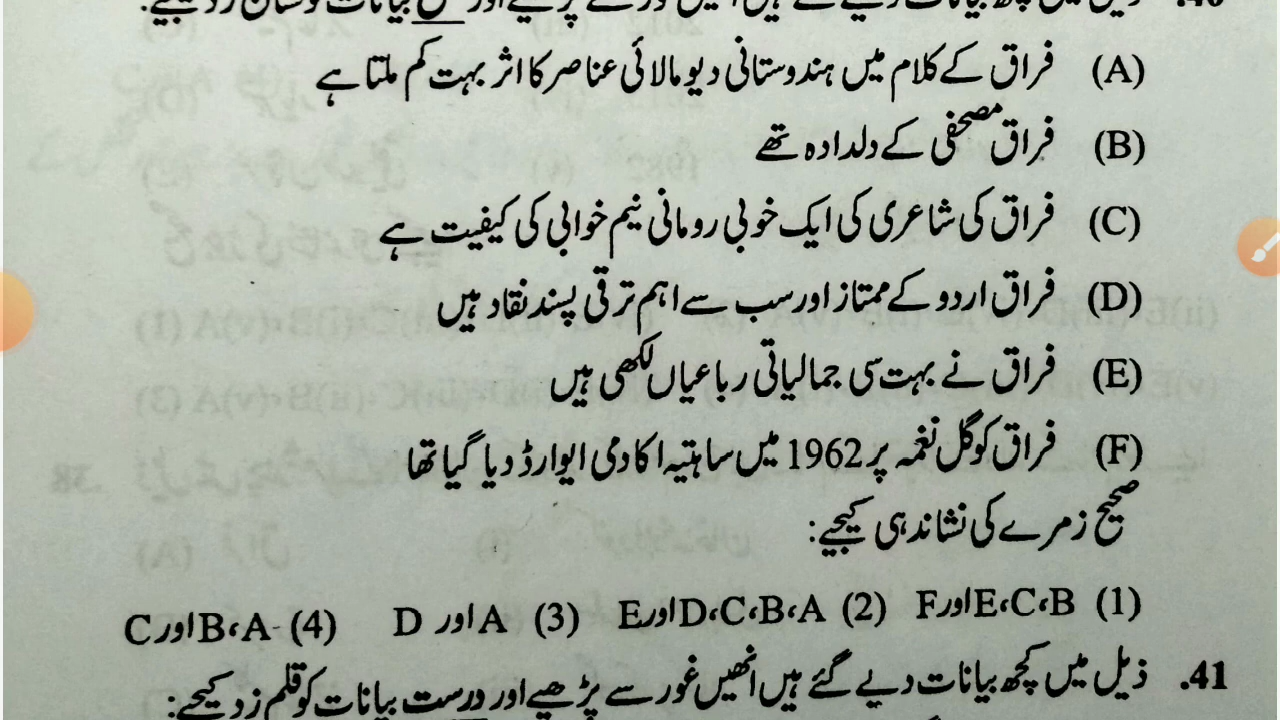 (A) فراق کے کلام میں ہندوستانی دیومالائی عناصر کا اثر بہت کم ملتا ہے
(B) فراق مصحفی کے دلدادہ تھے
(C) فراق کی شاعری کی ایک خوبی رومانی نیم خوابی کی کیفیت ہے
(D) فراق اردو کے ممتاز اور سب سے اہم ترقی پسند نقاد ہیں
(E) فراق نے بہت سی جمالیاتی رباعیاں لکھی ہیں
(F) فراق کو گل نغمہ پر 1962 میں ساہتیہ اکادمی ایوارڈ دیا گیا تھا
صحیح زمرے کی نشاندہی کیجیے:
(1) B،C،E اور F (2) A،B،C،D اور E (3) A اور D (4) A،B اور C
41. ذیل میں کچھ بیانات دیے گئے ہیں انھیں غور سے پڑھیے اور درست بیانات کو قلم زد کیجیے: